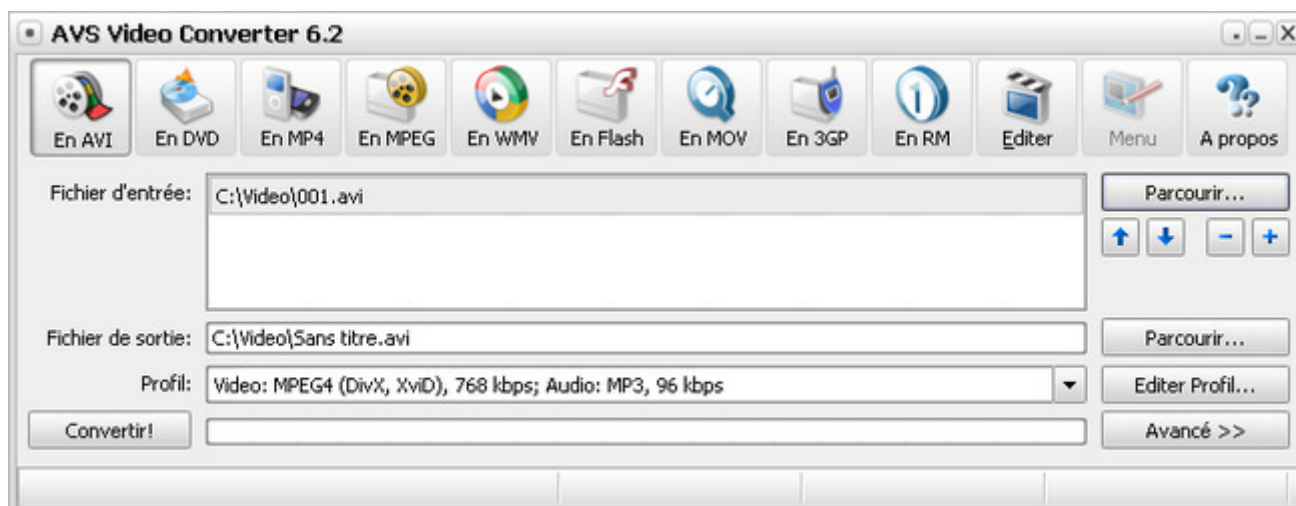 AVS Video Converter 6.2
En AVI En DVD En MP4 En MPEG En WMV En Flash En MOV En 3GP En RM Editer Menu A propos
Fichier d'entrée: C:\Video\001.avi Parcourir...
Fichier de sortie: C:\Video\Sans titre.avi Parcourir...
Profil: Video: MPEG4 (DivX, XviD), 768 kbps; Audio: MP3, 96 kbps Editer Profil...
Convertir! Avancé >>